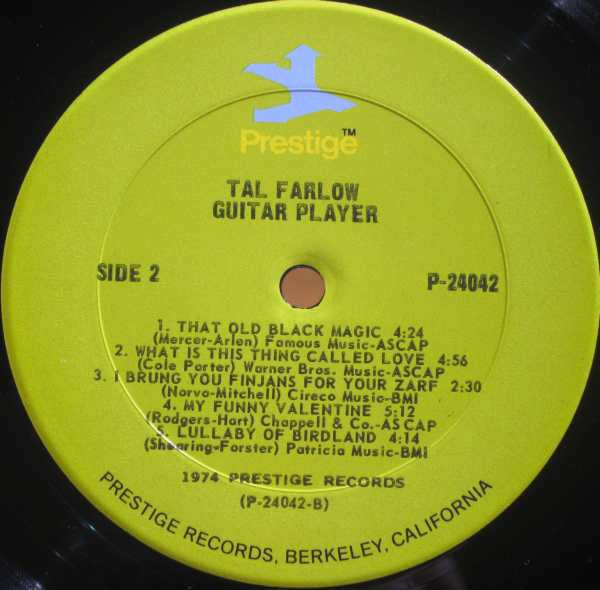 Prestige™
TAL FARLOW
GUITAR PLAYER
SIDE 2
P-24042
1. THAT OLD BLACK MAGIC 4:24
(Mercer-Arlen) Famous Music-ASCAP
2. WHAT IS THIS THING CALLED LOVE 4:56
(Cole Porter) Warner Bros. Music-ASCAP
3. I BRUNG YOU FINJANS FOR YOUR ZARF 2:30
(Norvo-Mitchell) Cireco Music-BMI
4. MY FUNNY VALENTINE 5:12
(Rodgers-Hart) Chappell & Co.-ASCAP
5. LULLABY OF BIRDLAND 4:14
(Shearing-Forster) Patricia Music-BMI
1974 PRESTIGE RECORDS
(P-24042-B)
PRESTIGE RECORDS, BERKELEY, CALIFORNIA